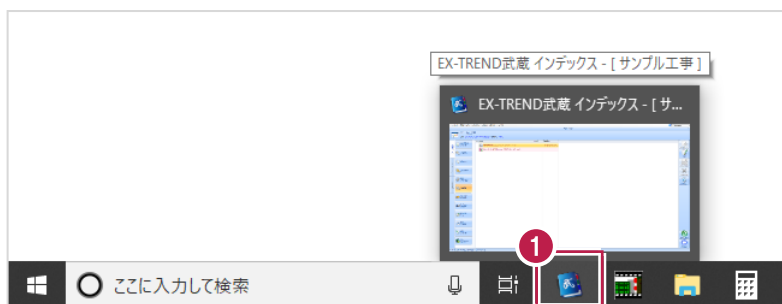 EX-TREND武蔵 インデックス - [ サンプル工事 ]
EX-TREND武蔵 インデックス - [ サ...
1
ここに入力して検索